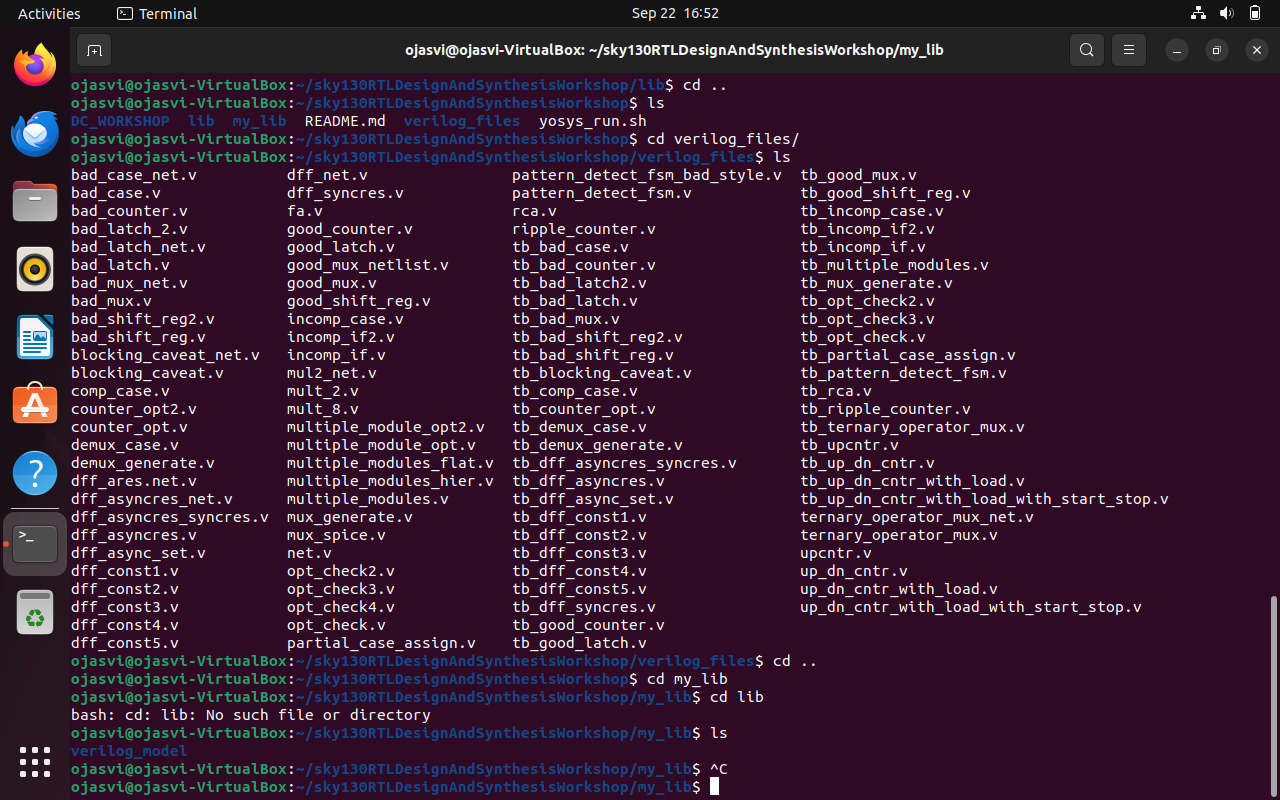 Activities Terminal Sep 22 16:52
ojasvi@ojasvi-VirtualBox: ~/sky130RTLDesignAndSynthesisWorkshop/my_lib
ojasvi@ojasvi-VirtualBox:~/sky130RTLDesignAndSynthesisWorkshop/lib$ cd ..
ojasvi@ojasvi-VirtualBox:~/sky130RTLDesignAndSynthesisWorkshop$ ls
DC_WORKSHOP lib my_lib README.md verilog_files yosys_run.sh
ojasvi@ojasvi-VirtualBox:~/sky130RTLDesignAndSynthesisWorkshop$ cd verilog_files/
ojasvi@ojasvi-VirtualBox:~/sky130RTLDesignAndSynthesisWorkshop/verilog_files$ ls
bad_case_net.v dff_net.v pattern_detect_fsm_bad_style.v tb_good_mux.v
bad_case.v dff_syncres.v pattern_detect_fsm.v tb_good_shift_reg.v
bad_counter.v fa.v rca.v tb_incomp_case.v
bad_latch_2.v good_counter.v ripple_counter.v tb_incomp_if2.v
bad_latch_net.v good_latch.v tb_bad_case.v tb_incomp_if.v
bad_latch.v good_mux_netlist.v tb_bad_counter.v tb_multiple_modules.v
bad_mux_net.v good_mux.v tb_bad_latch2.v tb_mux_generate.v
bad_mux.v good_shift_reg.v tb_bad_latch.v tb_opt_check2.v
bad_shift_reg2.v incomp_case.v tb_bad_mux.v tb_opt_check3.v
bad_shift_reg.v incomp_if2.v tb_bad_shift_reg2.v tb_opt_check.v
blocking_caveat_net.v incomp_if.v tb_bad_shift_reg.v tb_partial_case_assign.v
blocking_caveat.v mul2_net.v tb_blocking_caveat.v tb_pattern_detect_fsm.v
comp_case.v mult_2.v tb_comp_case.v tb_rca.v
counter_opt2.v mult_8.v tb_counter_opt.v tb_ripple_counter.v
counter_opt.v multiple_module_opt2.v tb_demux_case.v tb_ternary_operator_mux.v
demux_case.v multiple_module_opt.v tb_demux_generate.v tb_upcntr.v
demux_generate.v multiple_modules_flat.v tb_dff_asyncres_syncres.v tb_up_dn_cntr.v
dff_ares.net.v multiple_modules_hier.v tb_dff_asyncres.v tb_up_dn_cntr_with_load.v
dff_asyncres_net.v multiple_modules.v tb_dff_async_set.v tb_up_dn_cntr_with_load_with_start_stop.v
dff_asyncres_syncres.v mux_generate.v tb_dff_const1.v ternary_operator_mux_net.v
dff_asyncres.v mux_spice.v tb_dff_const2.v ternary_operator_mux.v
dff_async_set.v net.v tb_dff_const3.v upcntr.v
dff_const1.v opt_check2.v tb_dff_const4.v up_dn_cntr.v
dff_const2.v opt_check3.v tb_dff_const5.v up_dn_cntr_with_load.v
dff_const3.v opt_check4.v tb_dff_syncres.v up_dn_cntr_with_load_with_start_stop.v
dff_const4.v opt_check.v tb_good_counter.v
dff_const5.v partial_case_assign.v tb_good_latch.v
ojasvi@ojasvi-VirtualBox:~/sky130RTLDesignAndSynthesisWorkshop/verilog_files$ cd ..
ojasvi@ojasvi-VirtualBox:~/sky130RTLDesignAndSynthesisWorkshop$ cd my_lib
ojasvi@ojasvi-VirtualBox:~/sky130RTLDesignAndSynthesisWorkshop/my_lib$ cd lib
bash: cd: lib: No such file or directory
ojasvi@ojasvi-VirtualBox:~/sky130RTLDesignAndSynthesisWorkshop/my_lib$ ls
verilog_model
ojasvi@ojasvi-VirtualBox:~/sky130RTLDesignAndSynthesisWorkshop/my_lib$ ^C
ojasvi@ojasvi-VirtualBox:~/sky130RTLDesignAndSynthesisWorkshop/my_lib$